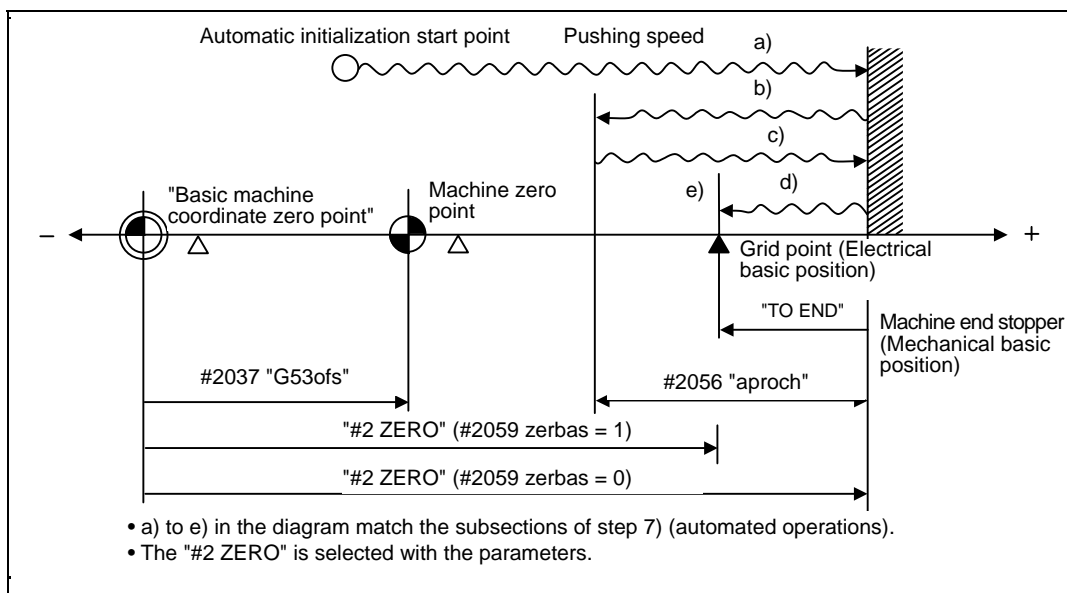 Automatic initialization start point
Pushing speed
a)
b)
c)
d)
e)
"Basic machine
coordinate zero point"
Machine zero
point
–
+
Grid point (Electrical
basic position)
"TO END"
Machine end stopper
(Mechanical basic
position)
#2037 "G53ofs"
#2056 "aproch"
"#2 ZERO" (#2059 zerbas = 1)
"#2 ZERO" (#2059 zerbas = 0)
• a) to e) in the diagram match the subsections of step 7) (automated operations).
• The "#2 ZERO" is selected with the parameters.